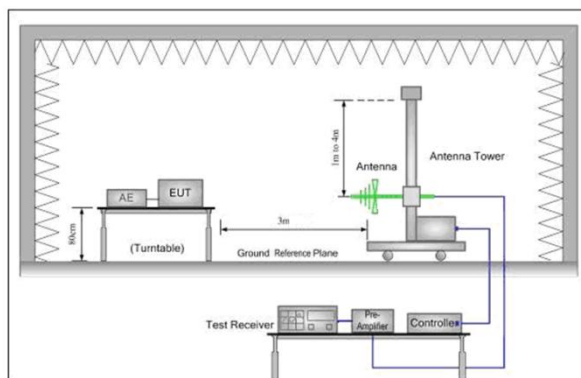 1m to 4m
Antenna
Antenna Tower
AE
EUT
80cm
3m
(Turntable)
Ground Reference Plane
Test Receiver
Pre-
Amplifier
Controller